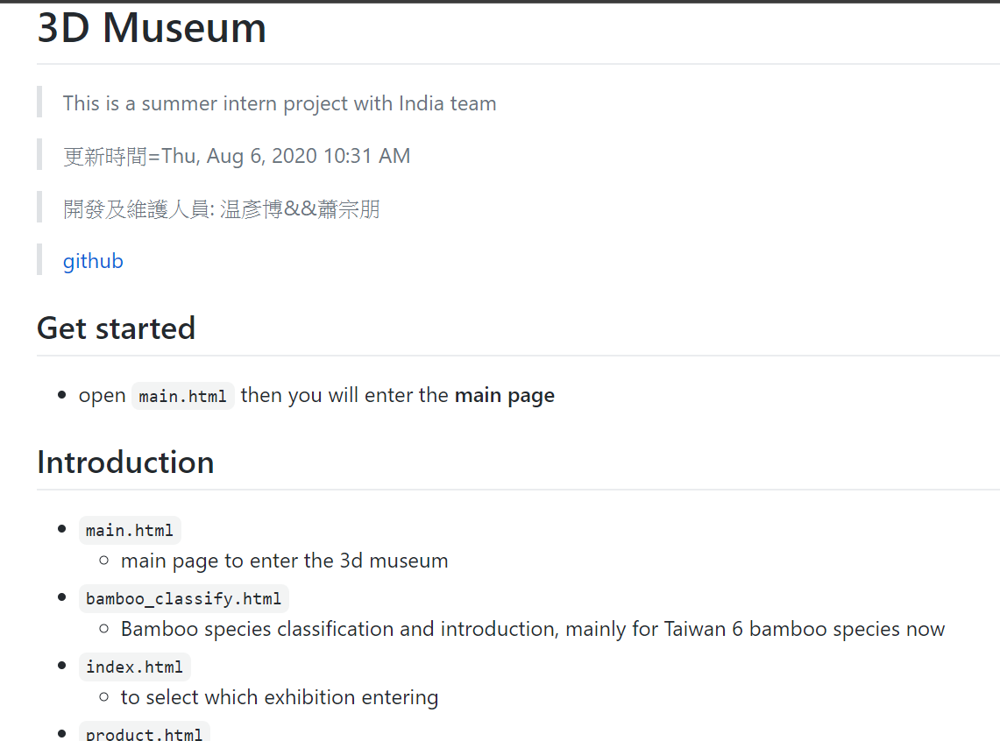 3D Museum
This is a summer intern project with India team
更新時間=Thu, Aug 6, 2020 10:31 AM
開發及維護人員: 温彥博&&蕭宗朋
github
Get started
open main.html then you will enter the main page
Introduction
main.html
main page to enter the 3d museum
bamboo_classify.html
Bamboo species classification and introduction, mainly for Taiwan 6 bamboo species now
index.html
to select which exhibition entering
product.html